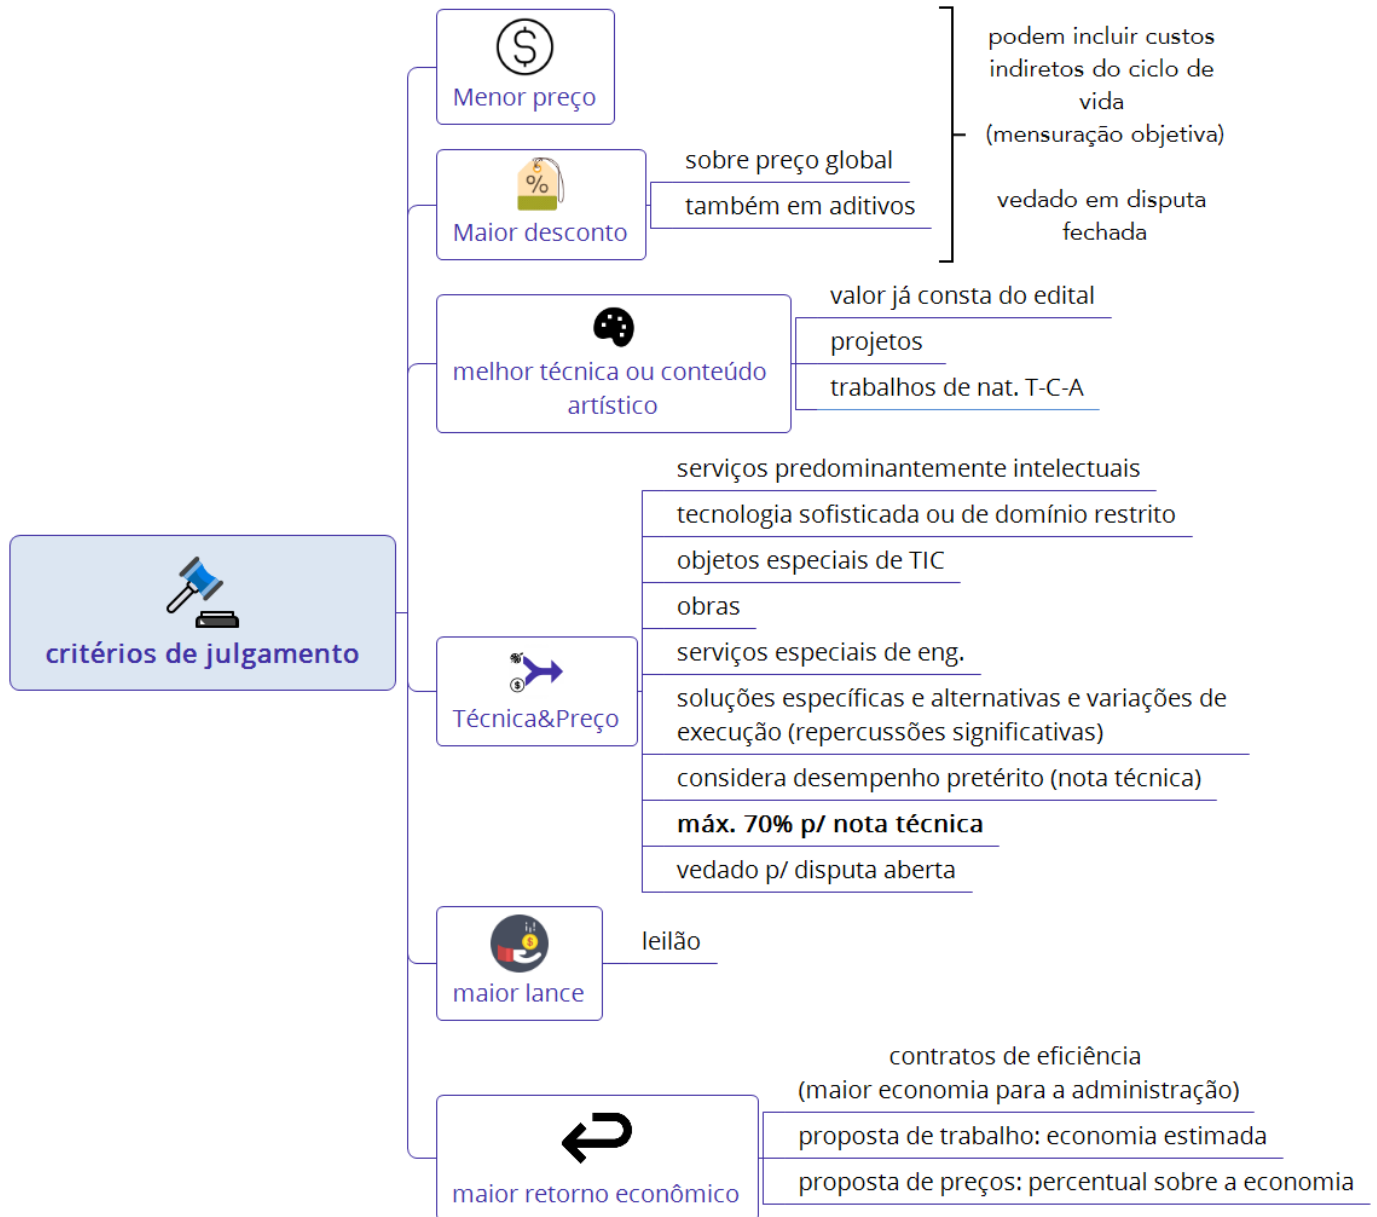 critérios de julgamento
$
Menor preço
%
Maior desconto
sobre preço global
também em aditivos
podem incluir custos
indiretos do ciclo de
vida
(mensuração objetiva)
vedado em disputa
fechada
melhor técnica ou conteúdo
artístico
valor já consta do edital
projetos
trabalhos de nat. T-C-A
$
Técnica&Preço
serviços predominantemente intelectuais
tecnologia sofisticada ou de domínio restrito
objetos especiais de TIC
obras
serviços especiais de eng.
soluções específicas e alternativas e variações de
execução (repercussões significativas)
considera desempenho pretérito (nota técnica)
máx. 70% p/ nota técnica
vedado p/ disputa aberta
$
maior lance
leilão
maior retorno econômico
contratos de eficiência
(maior economia para a administração)
proposta de trabalho: economia estimada
proposta de preços: percentual sobre a economia